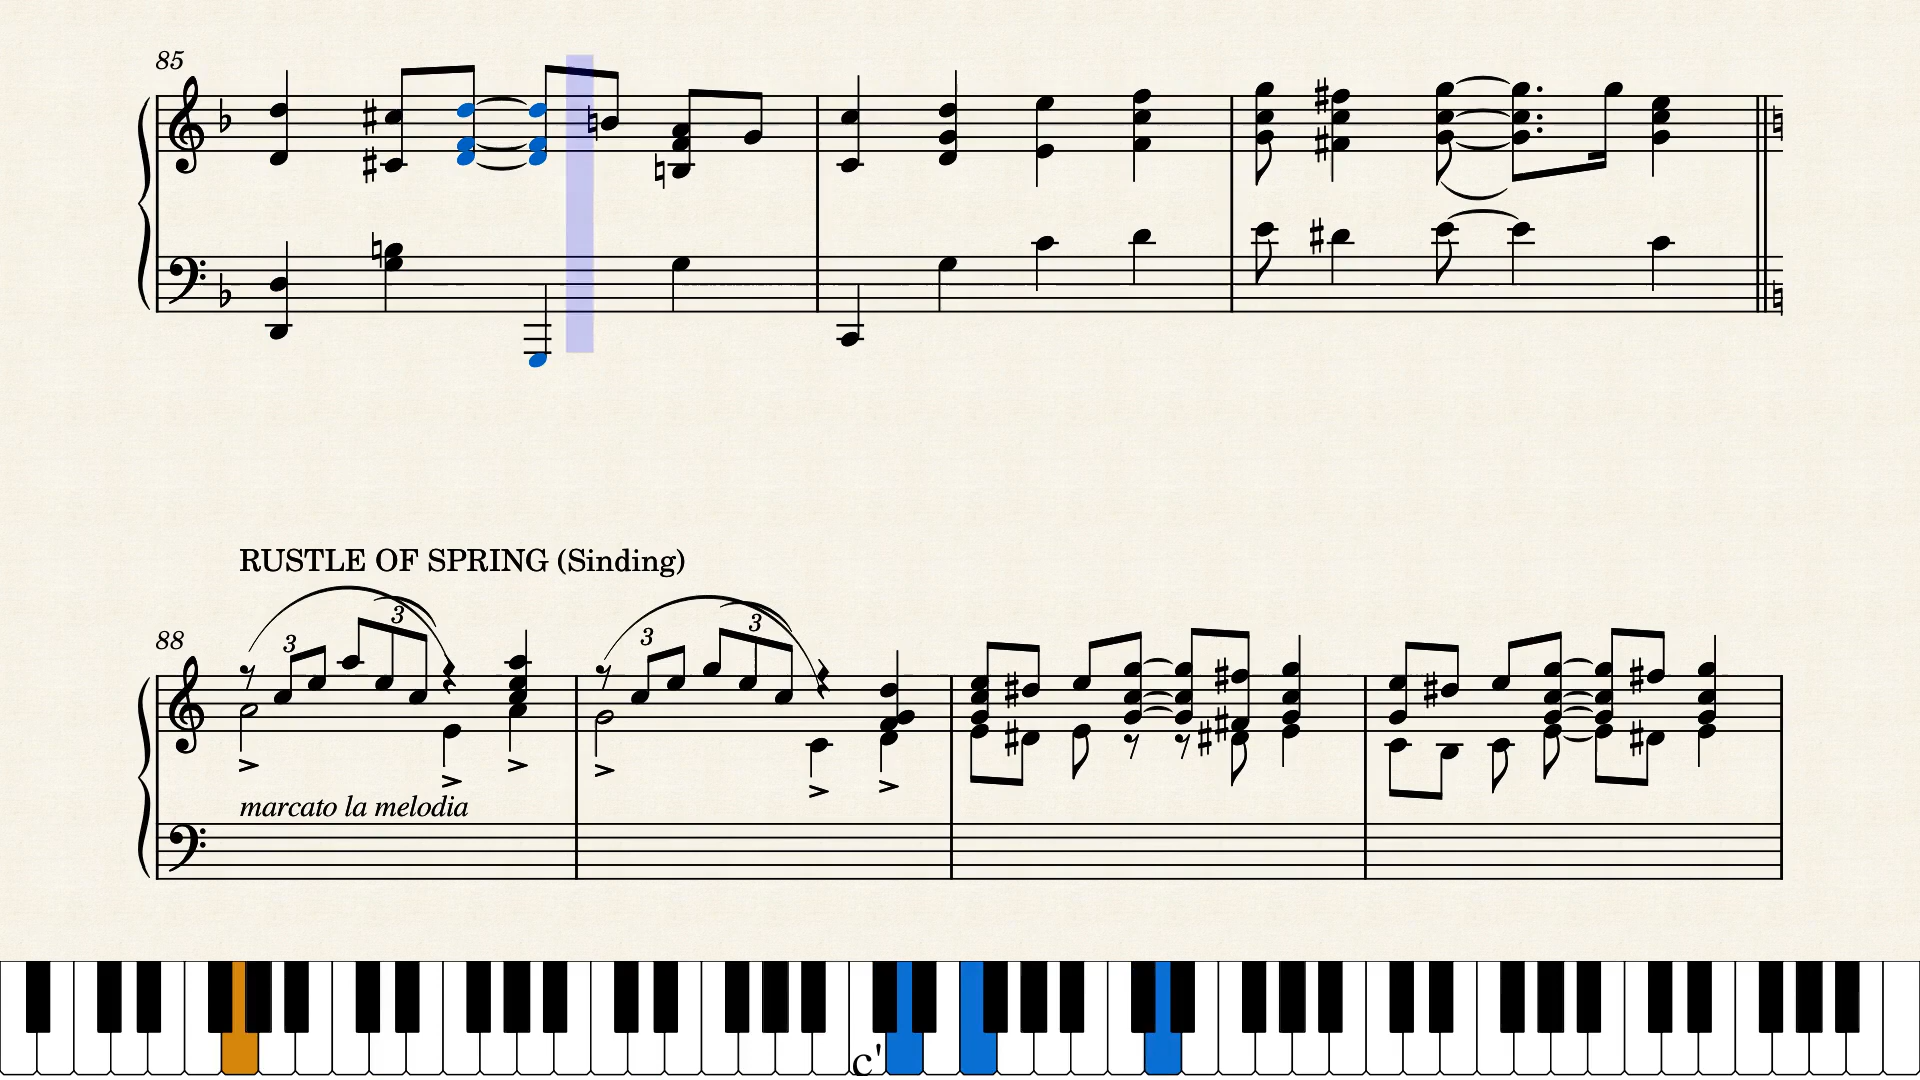 85
RUSTLE OF SPRING (Sinding)
3
3
3
3
88
marcato la melodia
c'